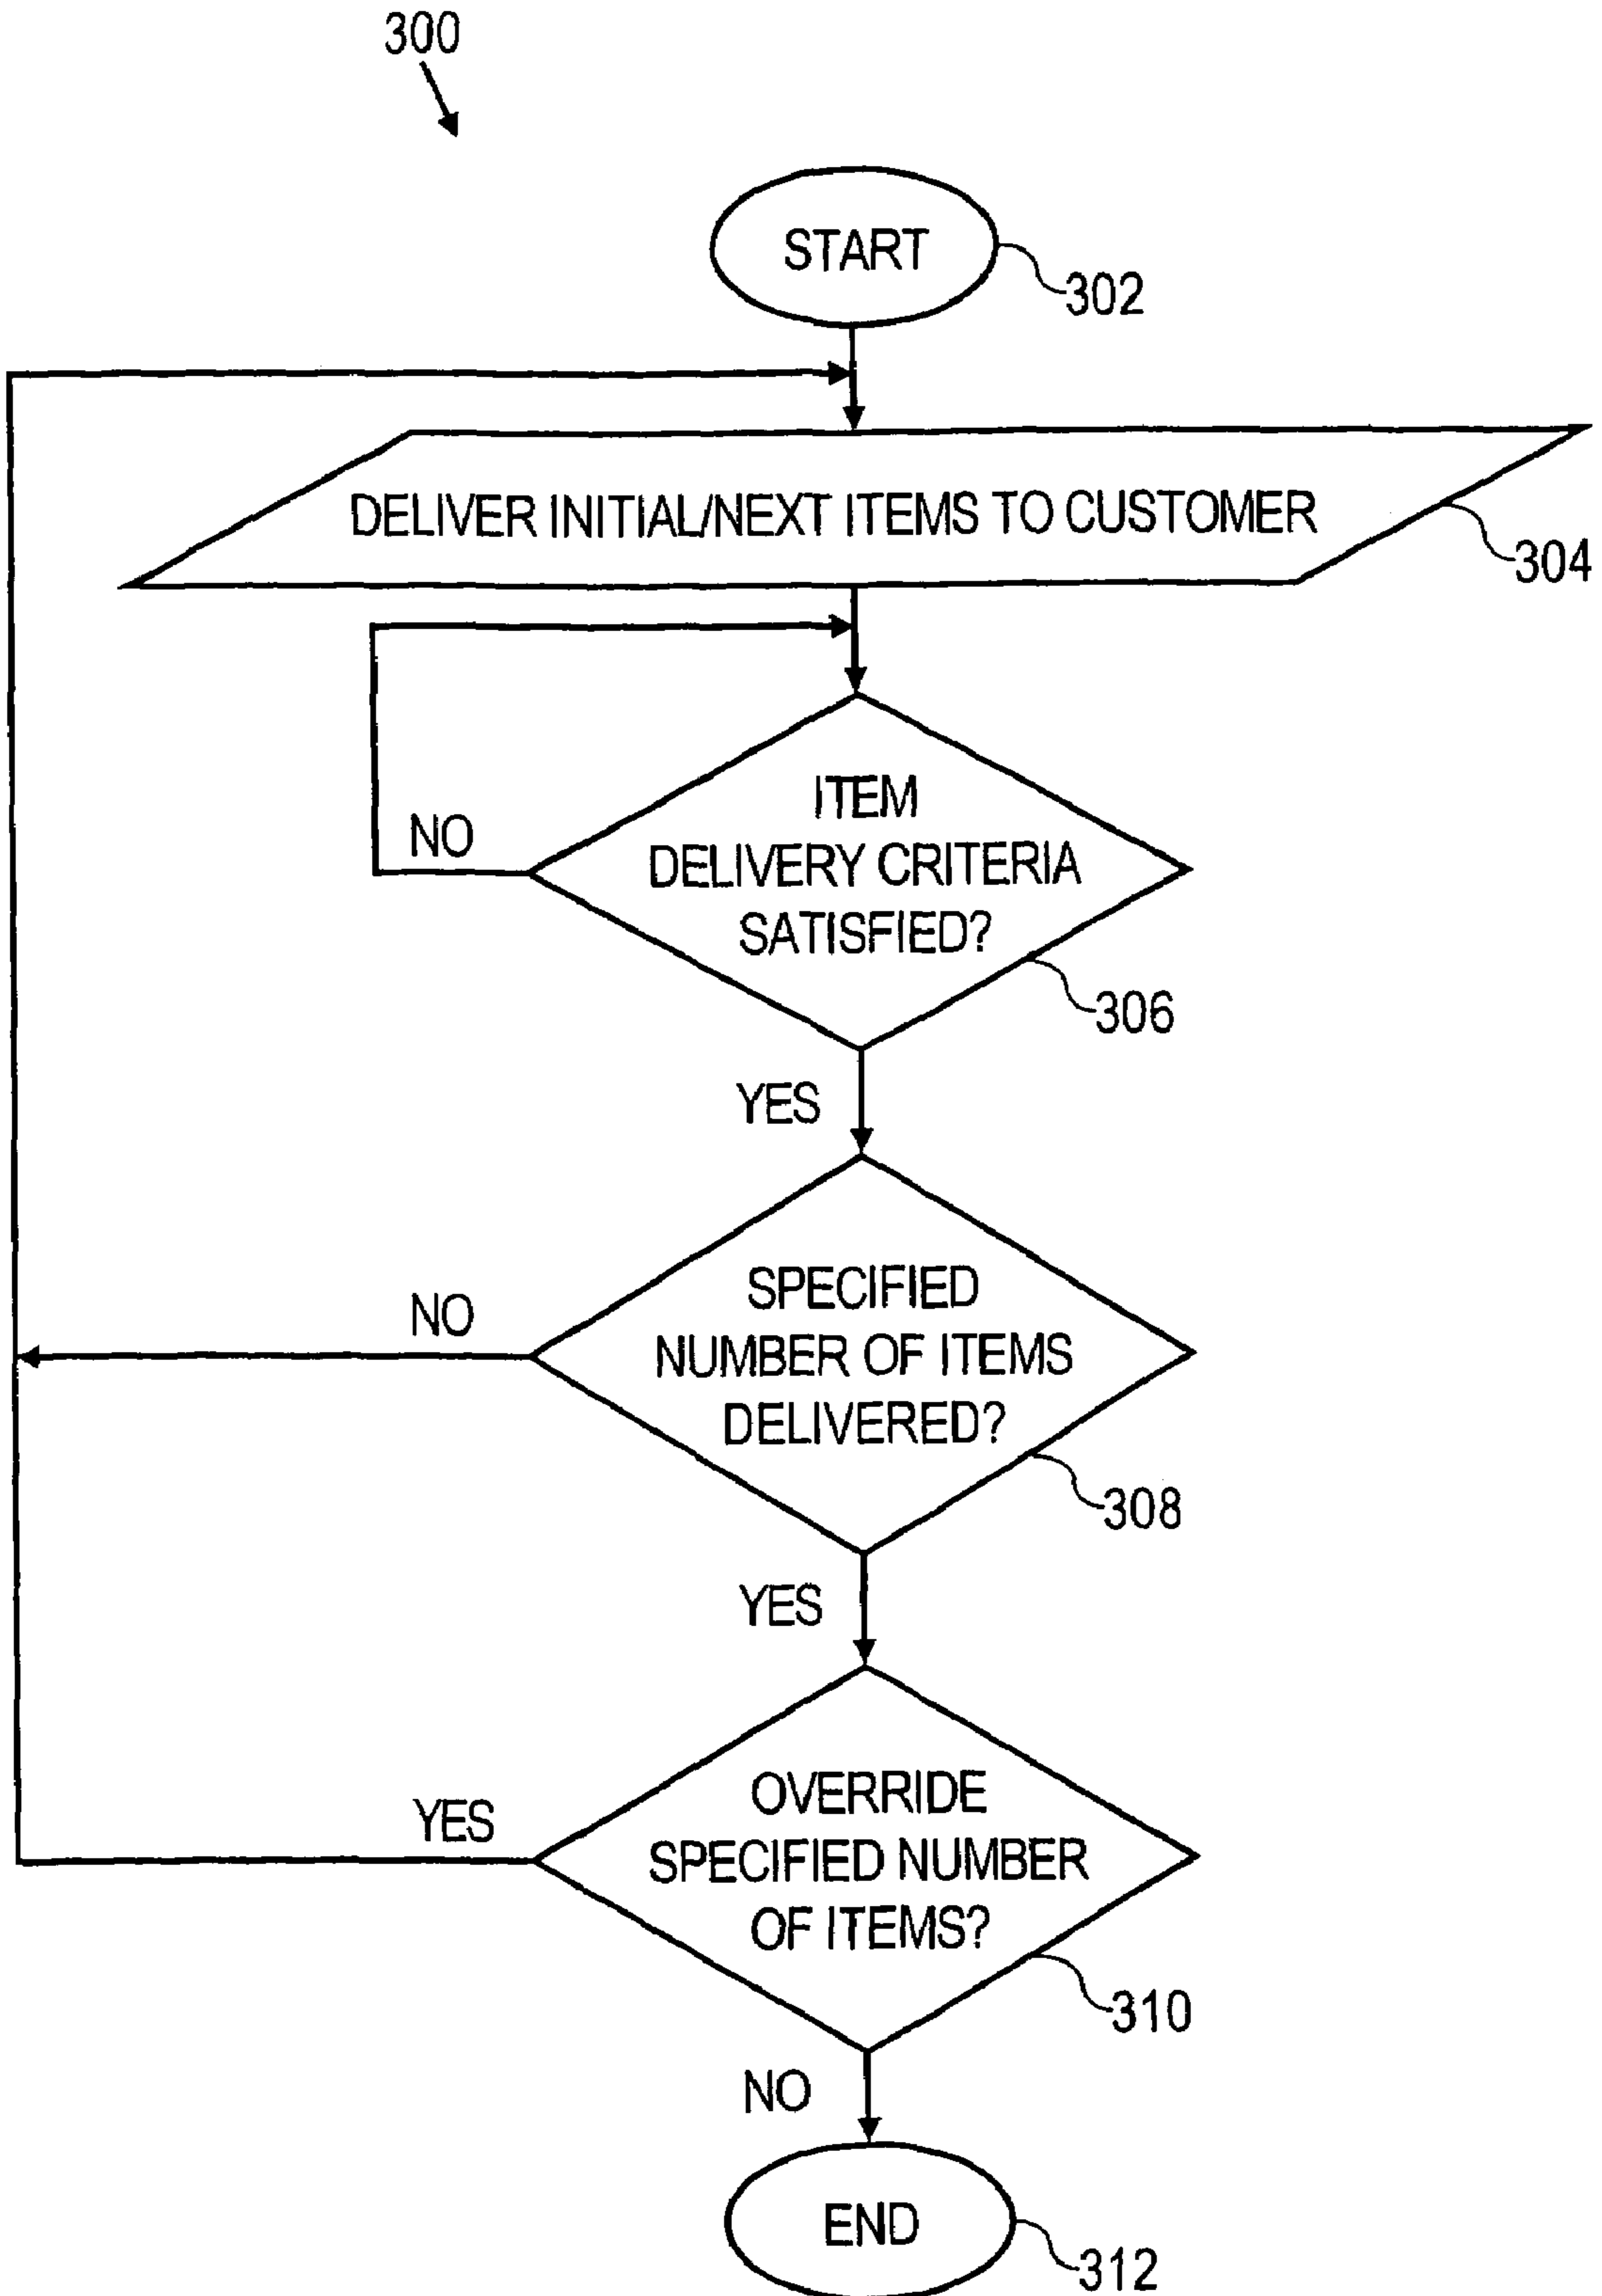 300
START
302
DELIVER INITIAL/NEXT ITEMS TO CUSTOMER
304
ITEM
DELIVERY CRITERIA
SATISFIED?
NO
306
YES
SPECIFIED
NUMBER OF ITEMS
DELIVERED?
NO
308
YES
OVERRIDE
SPECIFIED NUMBER
OF ITEMS?
YES
310
NO
END
312